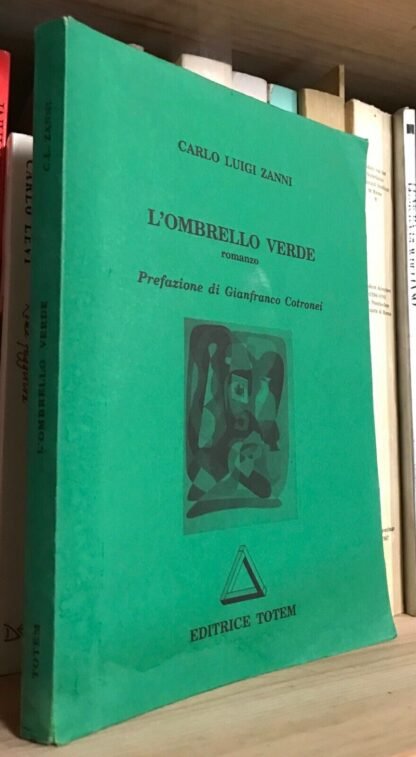 CARLO LUIGI ZANNI
L'OMBRELLO VERDE
romanzo
Prefazione di Gianfranco Cotronei
EDITRICE TOTEM
C.L. ZANNI
L'OMBRELLO VERDE
TOTEM
CARLO LEVI